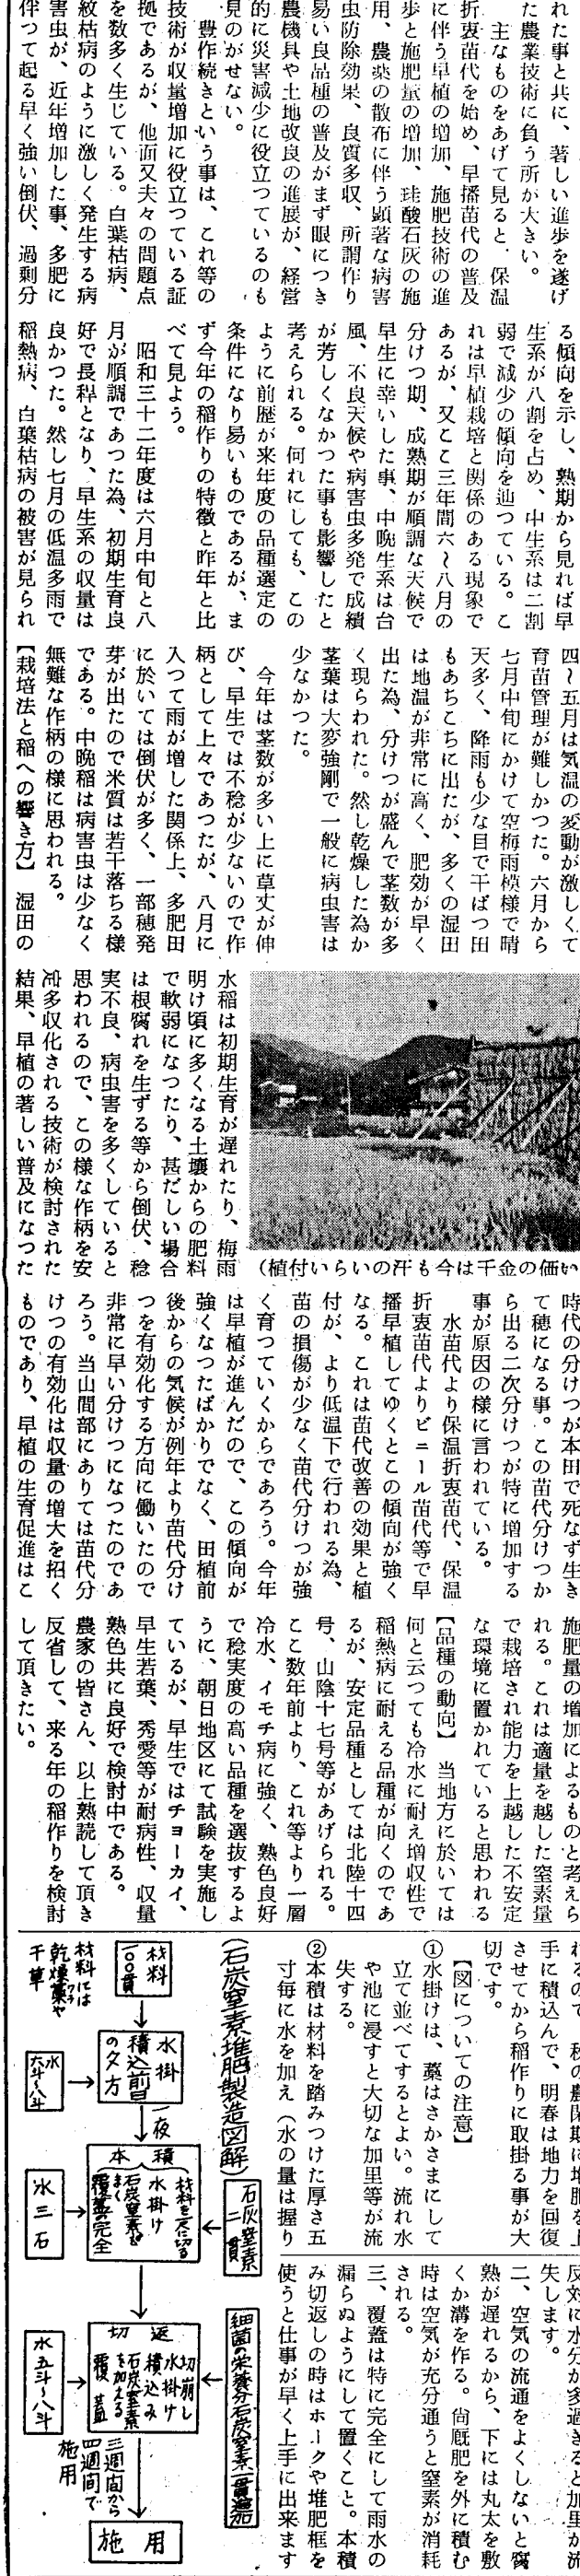 れた事と共に、著しい進歩を遂げ
た農業技術に負う所が大きい。
主なものをあげて見ると、保温
折衷苗代を始め、早播苗代の普及
に伴う早植の増加、施肥技術の進
歩と施肥量の増加、珪酸石灰の施
用、農薬の散布に伴う顕著な病害
虫防除効果、良質多収、所謂作り
易い良品種の普及がまず眼につき
農機具や土地改良の進展が、経営
的に災害減少に役立つているのも
見のがせない。
豊作続きという事は、これ等の
技術が収量増加に役立つている証
拠であるが、他面又夫々の問題点
を数多く生じている。白葉枯病、
紋枯病のように激しく発生する病
害虫が、近年増加した事、多肥に
伴つて起る早く強い倒伏、過剰分
る傾向を示し、熟期から見れば早
生系が八割を占め、中生系は二割
弱で減少の傾向を辿つている。こ
れは早植栽培と関係のある現象で
あるが、又ここ三年間六〜八月の
分けつ期、成熟期が順調な天候で
早生に幸いした事、中晩生系は台
風、不良天候や病害虫多発で成績
が芳しくなかつた事も影響したと
考えられる。何れにしても、この
ように前歴が来年度の品種選定の
条件になり易いものであるが、ま
ず今年の稲作りの特徴と昨年と比
べて見よう。
昭和三十二年度は六月中旬と八
月が順調であつた為、初期生育良
好で長稈となり、早生系の収量は
良かつた。然し七月の低温多雨で
稲熱病、白葉枯病の被害が見られ
四〜五月は気温の変動が激しくて
育苗管理が難しかつた。六月から
七月中旬にかけて空梅雨模様で晴
天多く、降雨も少な目で干ばつ田
もあちこちに出たが、多くの湿田
は地温が非常に高く、肥効が早く
出た為、分けつが盛んで茎数が多
く現らわれた。然し乾燥した為か
茎葉は大変強剛で一般に病虫害は
少なかつた。
今年は茎数が多い上に草丈が伸
び、早生では不稔が少ないので作
柄として上々であつたが、八月に
入つて雨が増した関係上、多肥田
に於いては倒伏が多く、一部穂発
芽が出たので米質は若干落ちる様
である。中晩稲は病害虫は少なく
無難な作柄の様に思われる。
【栽培法と稲への響き方】 湿田の
(植付いらいの汗も今は千金の価い
水稲は初期生育が遅れたり、梅雨
明け頃に多くなる土壌からの肥料
で軟弱になつたり、甚だしい場合
は根腐れを生ずる等から倒伏、稔
実不良、病虫害を多くしていると
思われるので、この様な作柄を安
定多収化される技術が検討された
結果、早植の著しい普及になつた
時代の分けつが本田で死なず生き
て穂になる事。この苗代分けつか
ら出る二次分けつが特に増加する
事が原因の様に言われている。
水苗代より保温折衷苗代、保温
折衷苗代よりビニール苗代等で早
播早植してゆくとこの傾向が強く
なる。これは苗代改善の効果と植
付が、より低温下で行われる為、
苗の損傷が少なく苗代分けつが強
く育つていくからであろう。今年
は早植が進んだので、この傾向が
強くなつたばかりでなく、田植前
後からの気候が例年より苗代分け
つを有効化する方向に働いたので
非常に早い分けつになつたのであ
ろう。当山間部にありては苗代分
けつの有効化は収量の増大を招く
ものであり、早植の生育促進はこ
施肥量の増加によるものと考えら
れる。これは適量を越した窒素量
で栽培され能力を上越した不安定
な環境に置かれていると思われる
【品種の動向】 当地方に於いては
何と云つても冷水に耐え増収性で
稲熱病に耐える品種が向くのであ
るが、安定品種としては北陸十四
号、山陰十七号等があげられる。
ここ数年前より、これ等より一層
冷水、イモチ病に強く、熟色良好
で稔実度の高い品種を選抜するよ
うに、朝日地区にて試験を実施し
ているが、早生ではチョーカイ、
早生若葉、秀愛等が耐病性、収量
熟色共に良好で検討中である。
農家の皆さん、以上熟読して頂き
反省して、来る年の稲作りを検討
して頂きたい。
手に積込んで、明春は地力を回復
させてから稲作りに取掛る事が大
切です。
【図についての注意】
①水掛けは、藁はさかさまにして
立て並べてするとよい。流れ水
や池に浸すと大切な加里等が流
失する。
②本積は材料を踏みつけた厚さ五
寸毎に水を加え(水の量は握り
反対に水分が多過ぎると加里が流
失します。
二、空気の流通をよくしないと腐
熟が遅れるから、下には丸太を敷
くか溝を作る。尚厩肥を外に積む
時は空気が充分通うと窒素が消耗
される。
三、覆蓋は特に完全にして雨水の
漏らぬようにして置くこと。本積
み切返しの時はホークや堆肥框を
使うと仕事が早く上手に出来ます
(石炭窒素堆肥製造図解)
材料
一〇〇貫
材料には
乾燥藁や
干草
水掛
積込前日
の夕方
水
六斗〜八斗
一夜
本積
材料を尺に切る
水掛け
石炭窒素を
まく
覆蓋の完全
石灰窒素
二貫
水三石
切返
切崩し
水掛け
積込み
石炭窒素
を加える
覆蓋
細菌の栄養分石炭窒素一貫
水五斗〜八斗
三週間から
四週間で
施用
施用